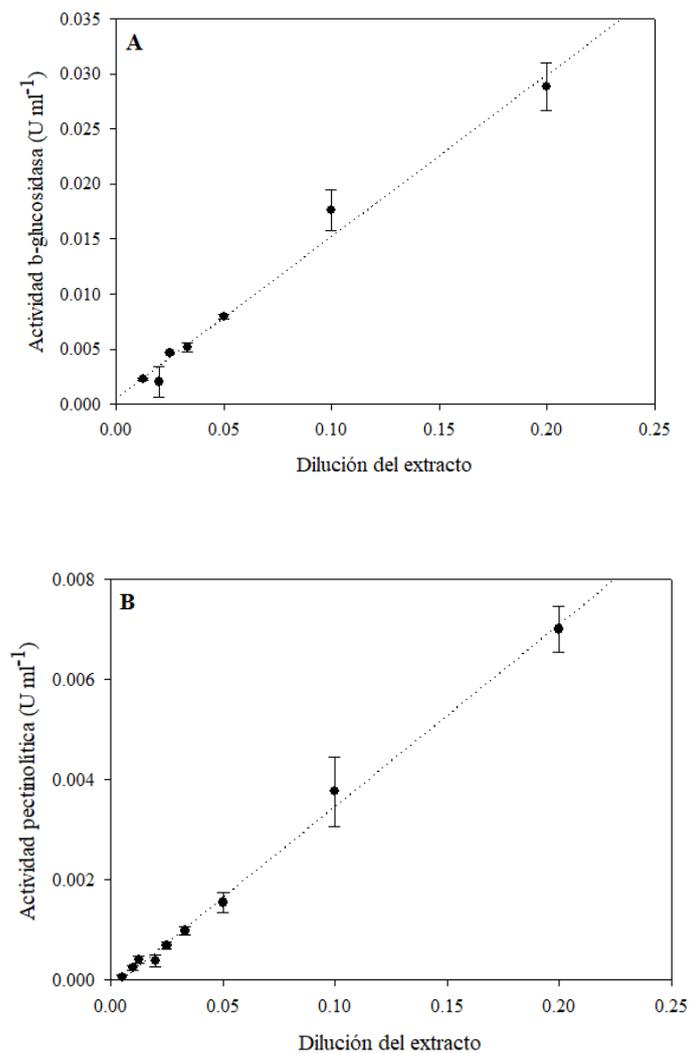 A
Actividad b-glucosidasa (U ml-1)
0.035
0.030
0.025
0.020
0.015
0.010
0.005
0.000
0.00 0.05 0.10 0.15 0.20 0.25
Dilución del extracto
B
Actividad pectinolítica (U ml-1)
0.008
0.006
0.004
0.002
0.000
0.00 0.05 0.10 0.15 0.20 0.25
Dilución del extracto